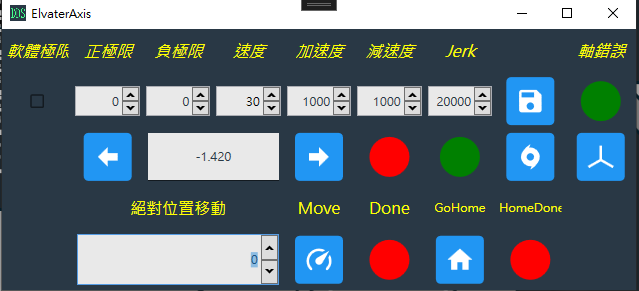 DDS ElvaterAxis
軟體極限 正極限 負極限 速度 加速度 減速度 Jerk 軸錯誤
0 0 30 1000 1000 20000
-1.420
絕對位置移動 Move Done GoHome HomeDone
0